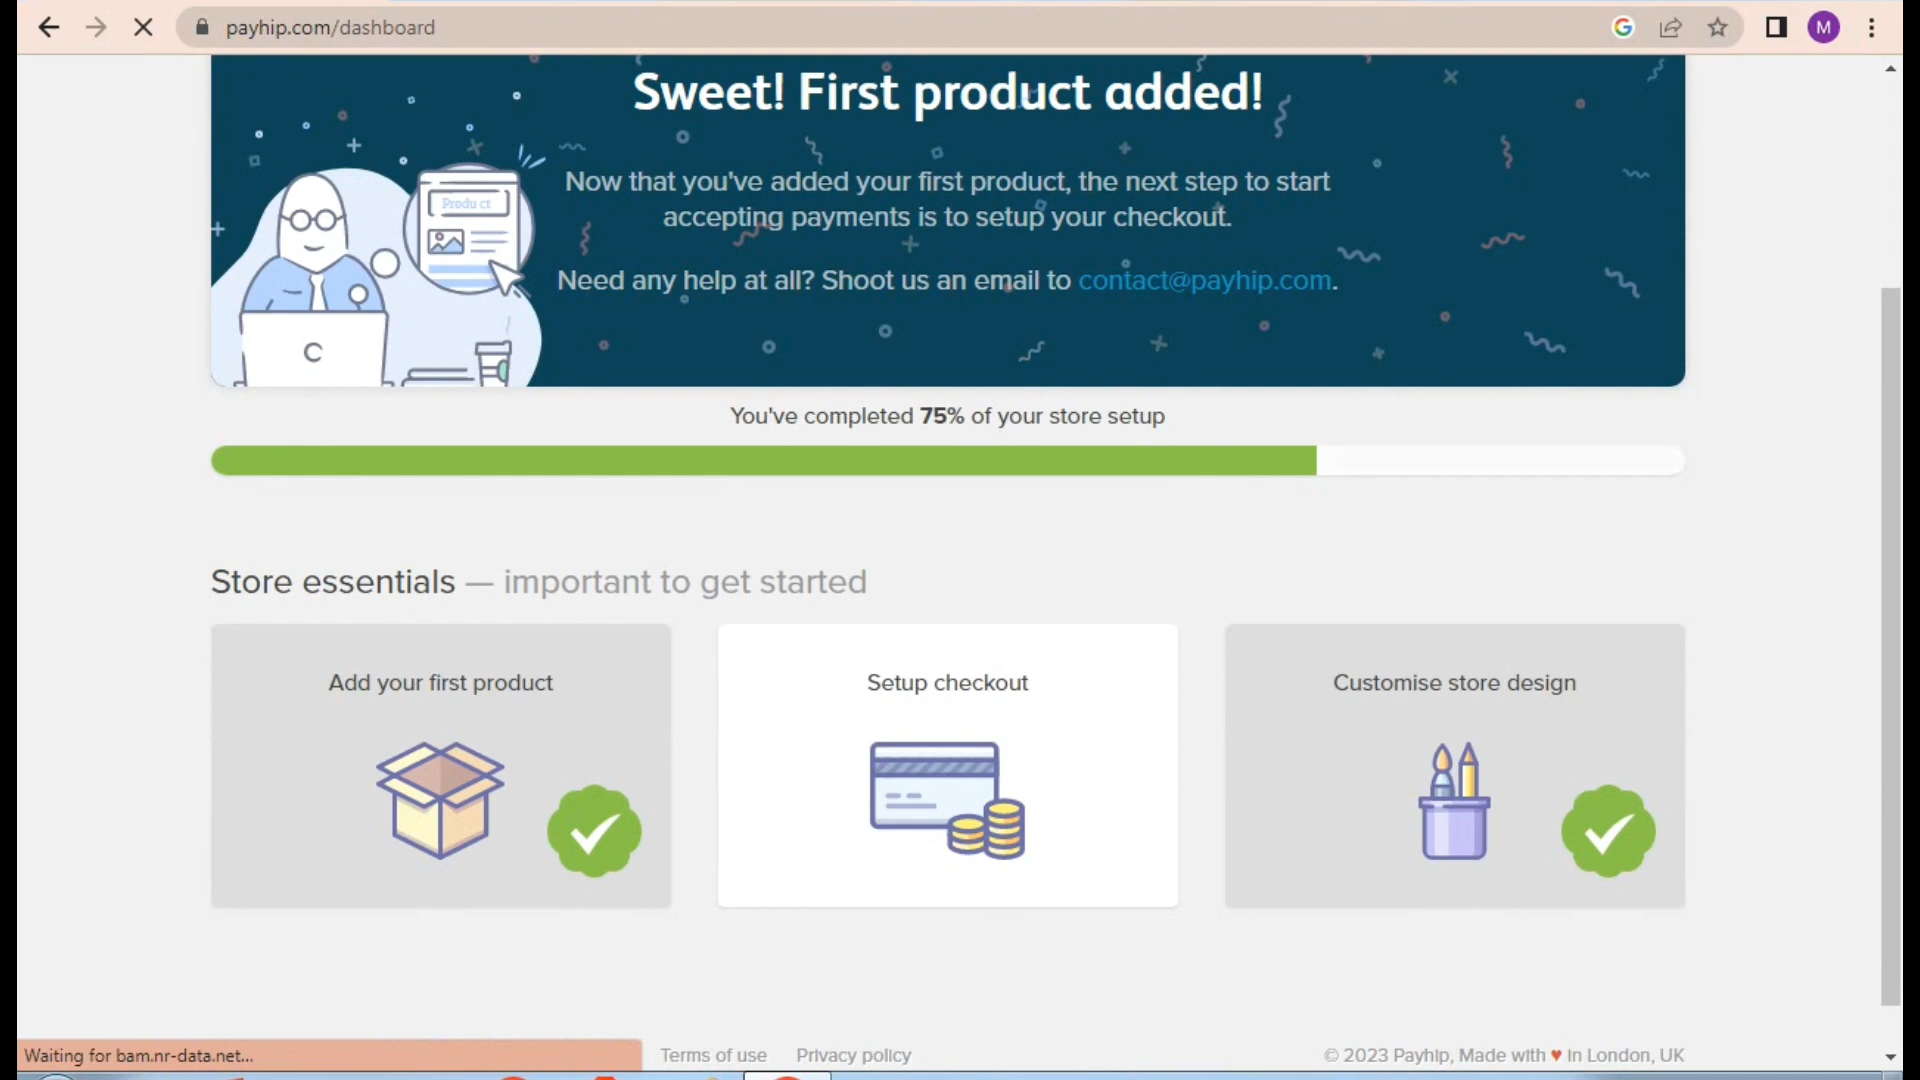 payhip.com/dashboard
M
Sweet! First product added!
Now that you've added your first product, the next step to start
accepting payments is to setup your checkout.
Need any help at all? Shoot us an email to contact@payhip.com.
Produ ct
You've completed 75% of your store setup
Store essentials — important to get started
Add your first product
Setup checkout
Customise store design
Waiting for bam.nr-data.net...
Terms of use
Privacy policy
© 2023 Payhip, Made with ♥ in London, UK